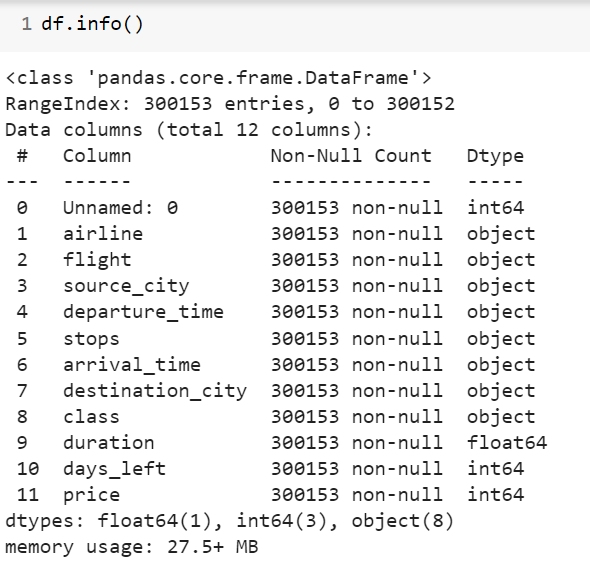 1 df.info()
<class 'pandas.core.frame.DataFrame'>
RangeIndex: 300153 entries, 0 to 300152
Data columns (total 12 columns):
 #   Column            Non-Null Count   Dtype
---  ------            --------------   -----
 0   Unnamed: 0        300153 non-null  int64
 1   airline           300153 non-null  object
 2   flight            300153 non-null  object
 3   source_city       300153 non-null  object
 4   departure_time    300153 non-null  object
 5   stops             300153 non-null  object
 6   arrival_time      300153 non-null  object
 7   destination_city  300153 non-null  object
 8   class             300153 non-null  object
 9   duration          300153 non-null  float64
 10  days_left         300153 non-null  int64
 11  price             300153 non-null  int64
dtypes: float64(1), int64(3), object(8)
memory usage: 27.5+ MB